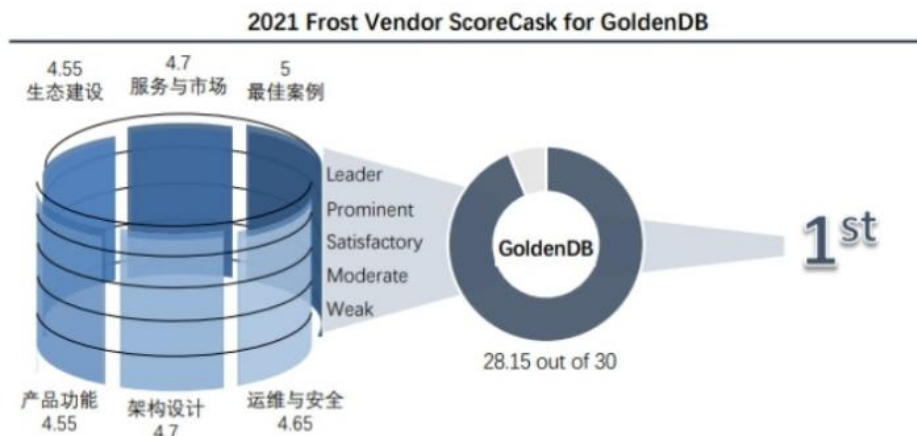 2021 Frost Vendor ScoreCask for GoldenDB
4.55
生态建设
4.7
服务与市场
5
最佳案例
Leader
Prominent
Satisfactory
Moderate
Weak
GoldenDB
28.15 out of 30
1st
产品功能
4.55
架构设计
4.7
运维与安全
4.65